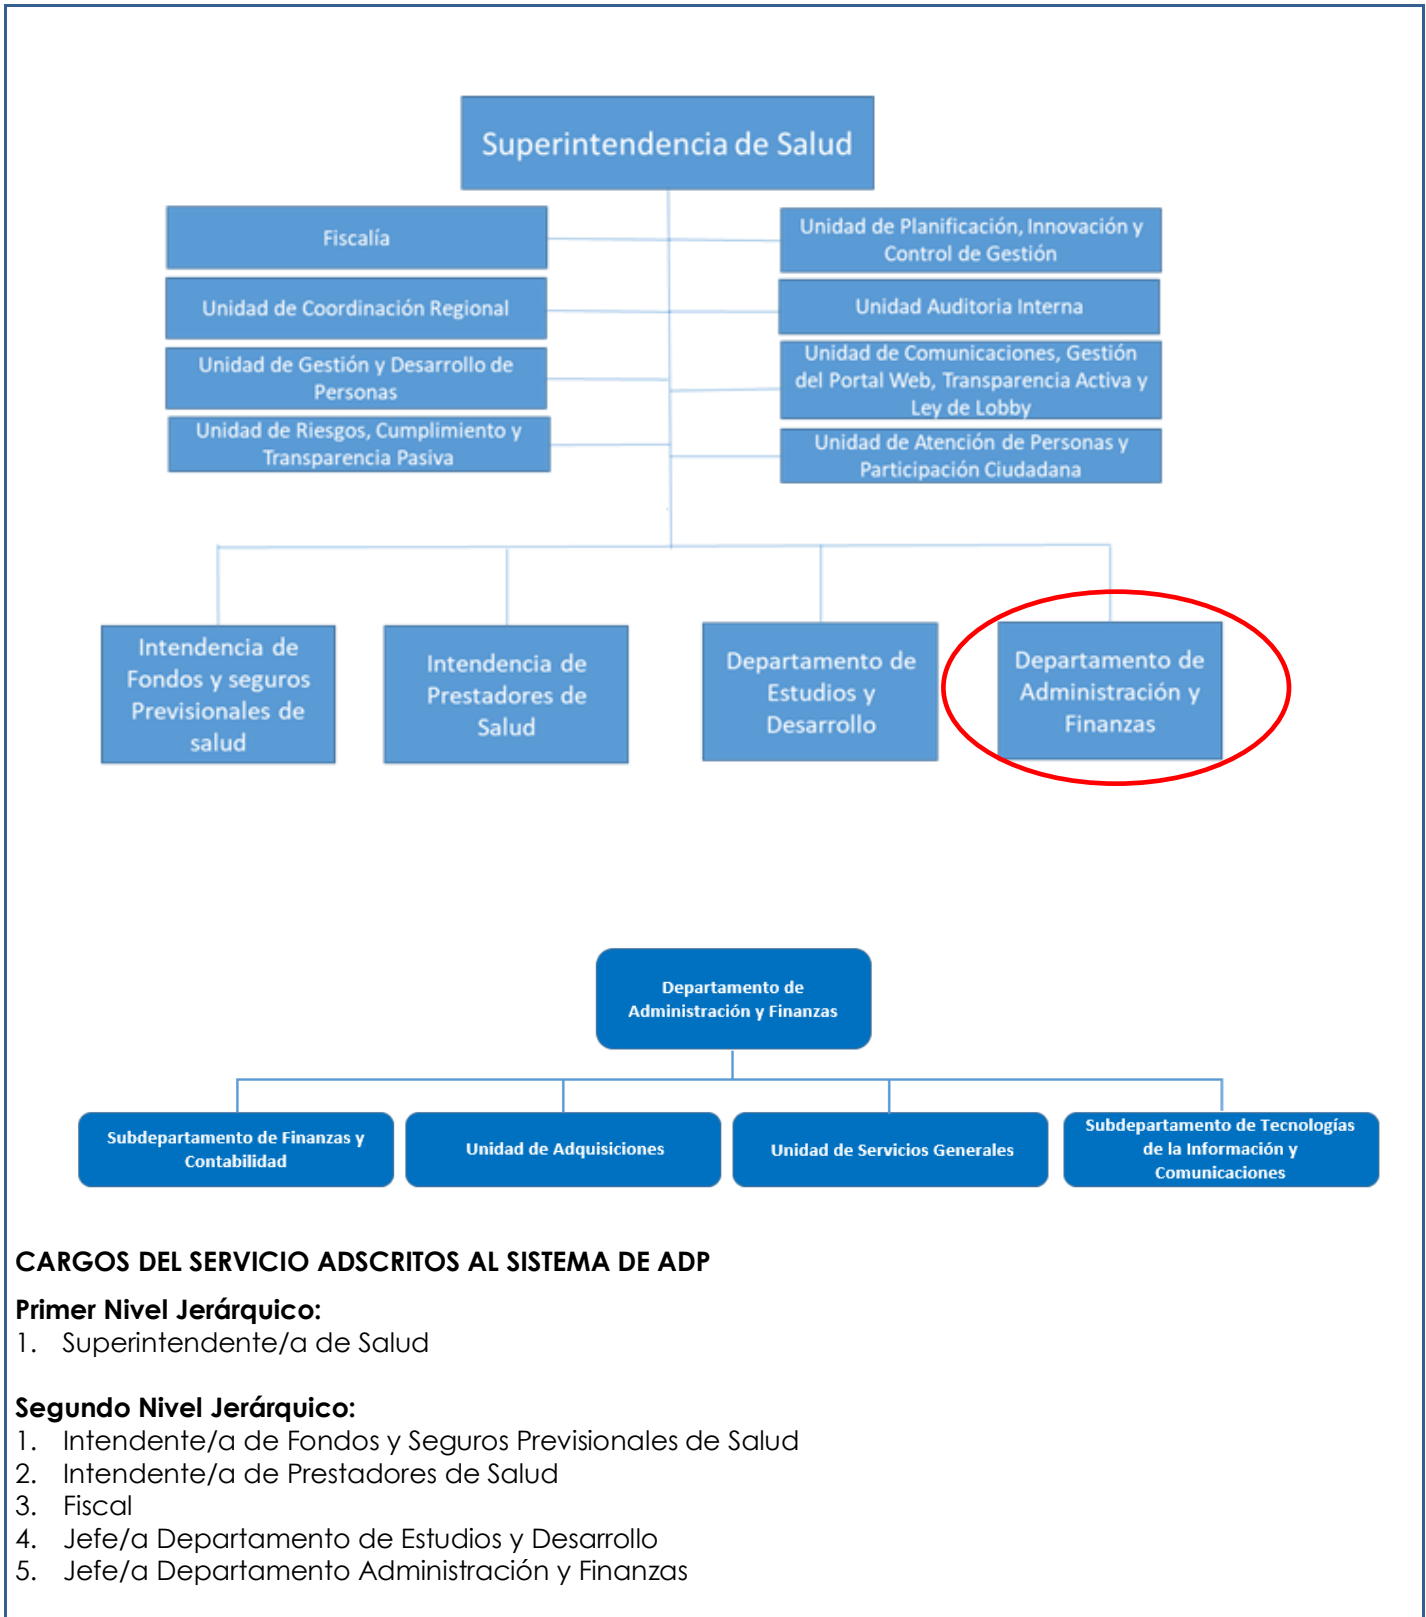 Superintendencia de Salud
Fiscalía
Unidad de Planificación, Innovación y
Control de Gestión
Unidad de Coordinación Regional
Unidad Auditoria Interna
Unidad de Gestión y Desarrollo de
Personas
Unidad de Comunicaciones, Gestión
del Portal Web, Transparencia Activa y
Ley de Lobby
Unidad de Riesgos, Cumplimiento y
Transparencia Pasiva
Unidad de Atención de Personas y
Participación Ciudadana
Intendencia de
Fondos y seguros
Previsionales de
salud
Intendencia de
Prestadores de
Salud
Departamento de
Estudios y
Desarrollo
Departamento de
Administración y
Finanzas
Departamento de
Administración y Finanzas
Subdepartamento de Finanzas y
Contabilidad
Unidad de Adquisiciones
Unidad de Servicios Generales
Subdepartamento de Tecnologías
de la Información y
Comunicaciones
CARGOS DEL SERVICIO ADSCRITOS AL SISTEMA DE ADP
Primer Nivel Jerárquico:
1. Superintendente/a de Salud
Segundo Nivel Jerárquico:
1. Intendente/a de Fondos y Seguros Previsionales de Salud
2. Intendente/a de Prestadores de Salud
3. Fiscal
4. Jefe/a Departamento de Estudios y Desarrollo
5. Jefe/a Departamento Administración y Finanzas